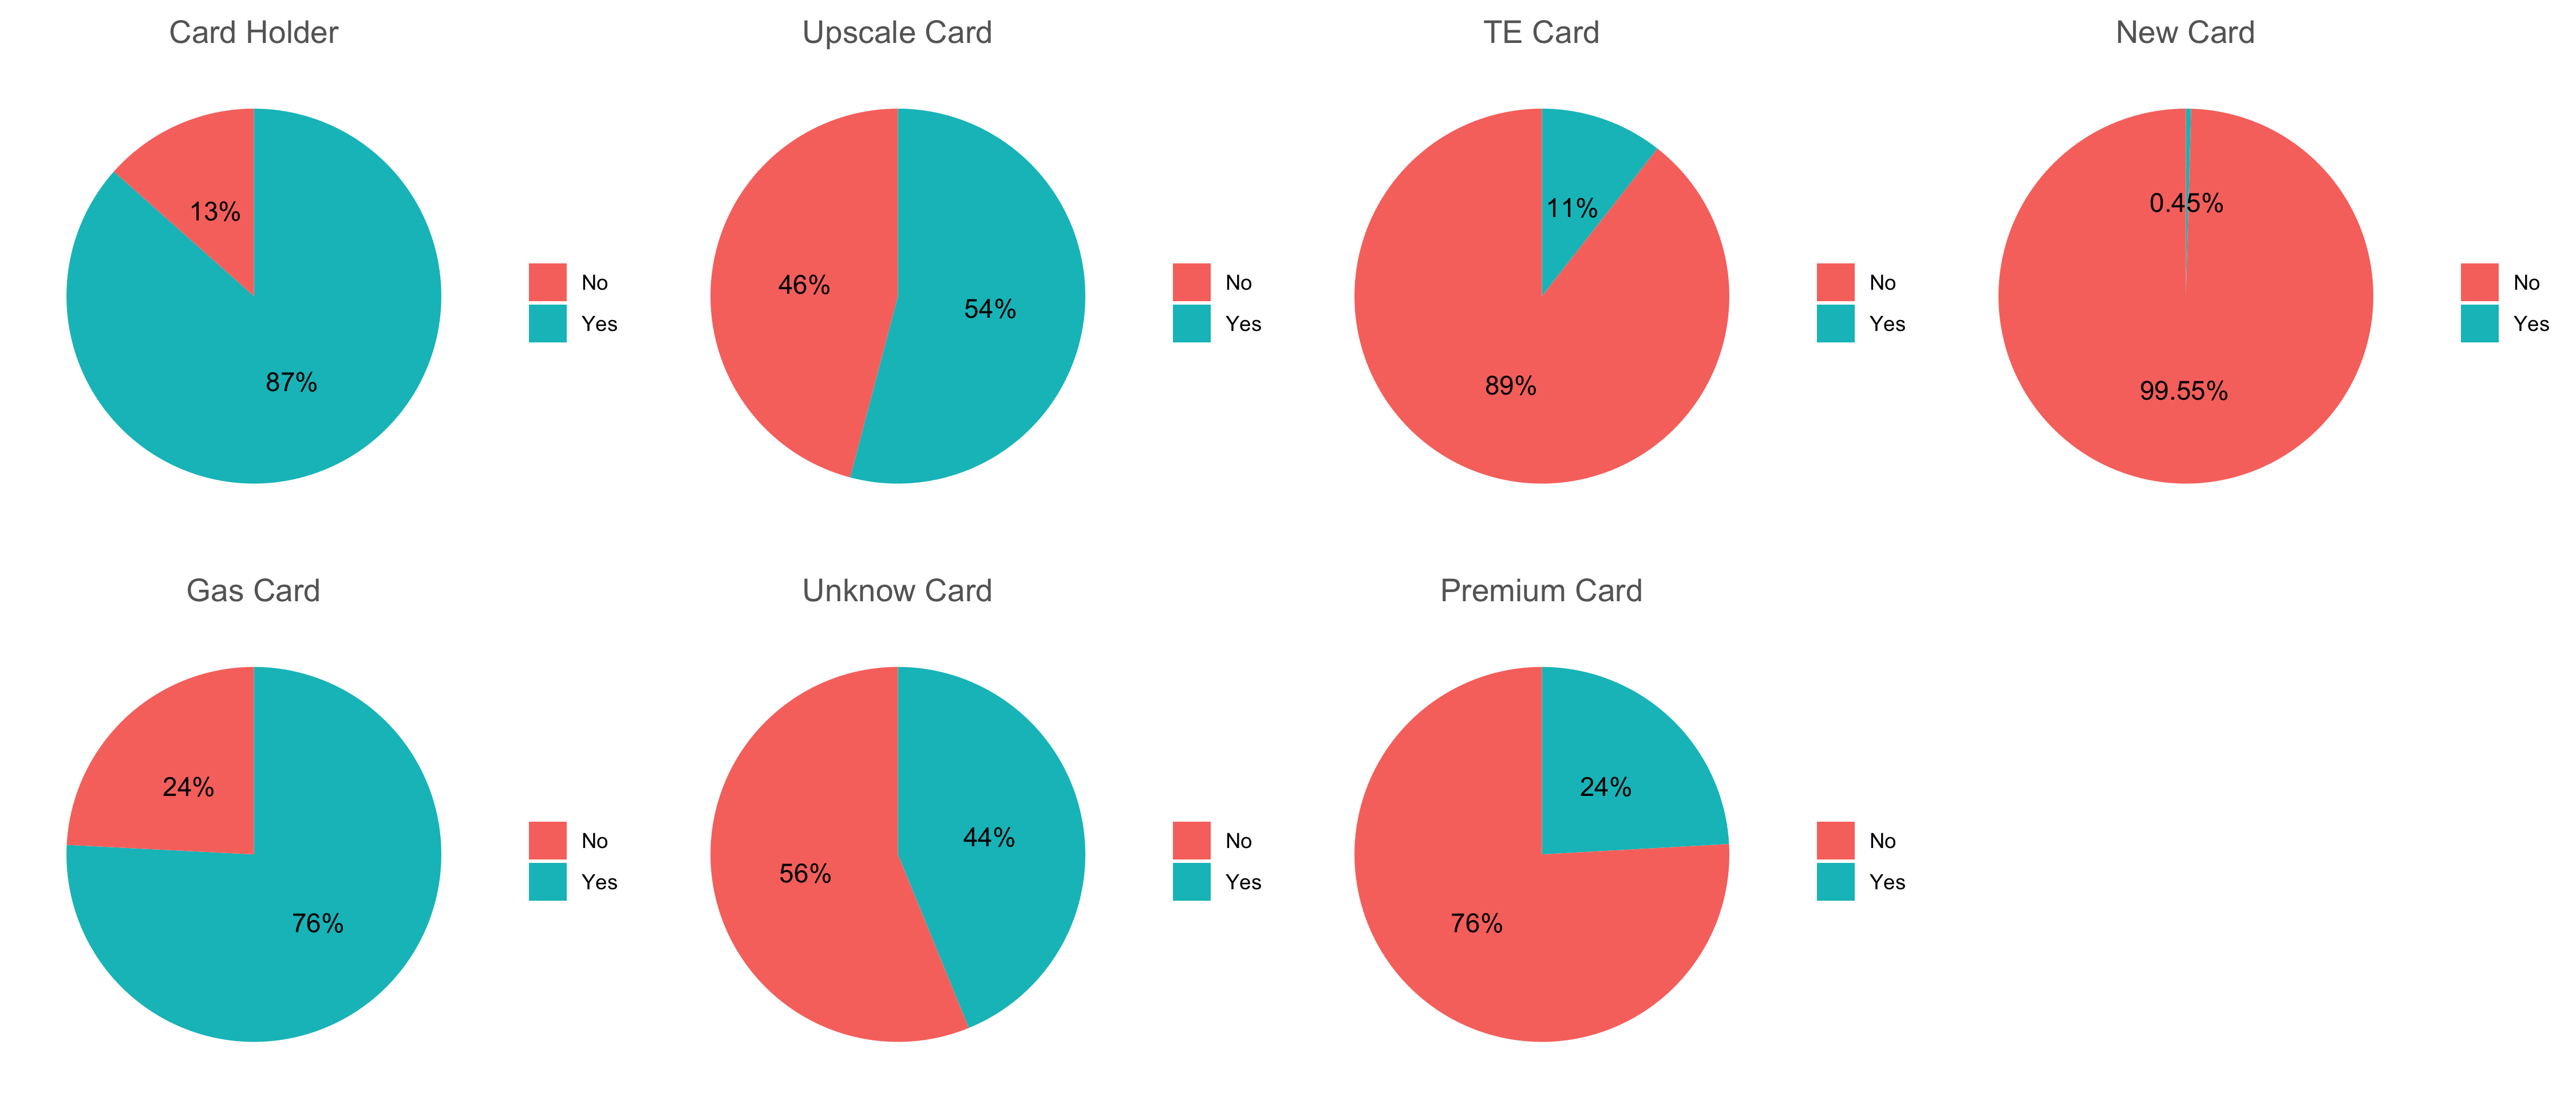 Card Holder
13%
87%
No
Yes
Upscale Card
46%
54%
No
Yes
TE Card
11%
89%
No
Yes
New Card
0.45%
99.55%
No
Yes
Gas Card
24%
76%
No
Yes
Unknow Card
44%
56%
No
Yes
Premium Card
24%
76%
No
Yes